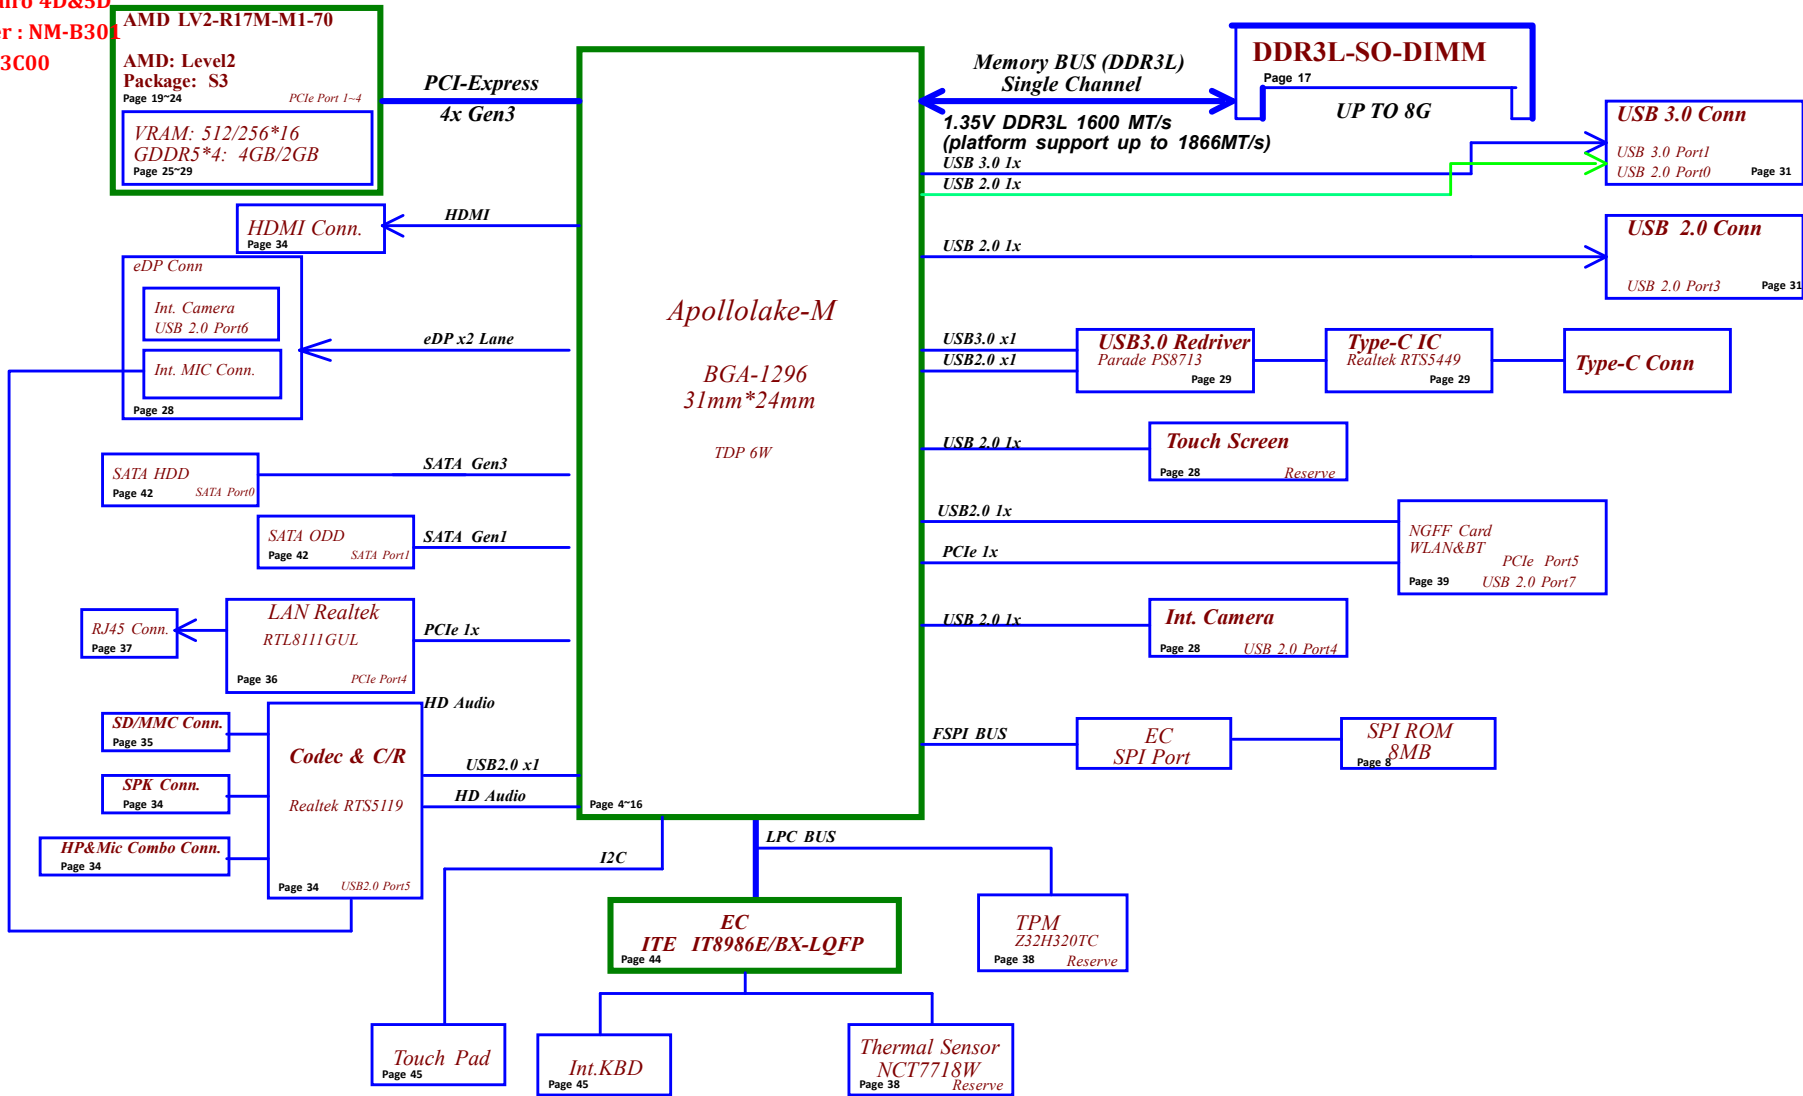 4D&5D
er : NM-B301
3C00
AMD LV2-R17M-M1-70
AMD: Level2
Package: S3
Page 19~24
PCIe Port 1~4
VRAM: 512/256*16
GDDR5*4: 4GB/2GB
Page 25~29
PCI-Express
4x Gen3
HDMI Conn.
Page 34
HDMI
eDP Conn
Int. Camera
USB 2.0 Port6
Int. MIC Conn.
Page 28
eDP x2 Lane
SATA HDD
Page 42
SATA Port0
SATA Gen3
SATA ODD
Page 42
SATA Port1
SATA Gen1
RJ45 Conn.
Page 37
LAN Realtek
RTL8111GUL
Page 36
PCIe Port4
PCIe 1x
HD Audio
SD/MMC Conn.
Page 35
SPK Conn.
Page 34
HP&Mic Combo Conn.
Page 34
Codec & C/R
Realtek RTS5119
Page 34
USB2.0 Port5
USB2.0 x1
HD Audio
Apollolake-M
BGA-1296
31mm*24mm
TDP 6W
Page 4~16
Memory BUS (DDR3L)
Single Channel
1.35V DDR3L 1600 MT/s
(platform support up to 1866MT/s)
DDR3L-SO-DIMM
Page 17
UP TO 8G
USB 3.0 1x
USB 2.0 1x
USB 3.0 Conn
USB 3.0 Port1
USB 2.0 Port0
Page 31
USB 2.0 1x
USB 2.0 Conn
USB 2.0 Port3
Page 31
USB3.0 x1
USB2.0 x1
USB3.0 Redriver
Parade PS8713
Page 29
Type-C IC
Realtek RTS5449
Page 29
Type-C Conn
USB 2.0 1x
Touch Screen
Page 28
Reserve
USB2.0 1x
PCIe 1x
NGFF Card
WLAN&BT
PCIe Port5
Page 39
USB 2.0 Port7
USB 2.0 1x
Int. Camera
Page 28
USB 2.0 Port4
FSPI BUS
EC
SPI Port
SPI ROM
8MB
Page 8
I2C
LPC BUS
EC
ITE IT8986E/BX-LQFP
Page 44
TPM
Z32H320TC
Page 38
Reserve
Touch Pad
Page 45
Int.KBD
Page 45
Thermal Sensor
NCT7718W
Page 38
Reserve